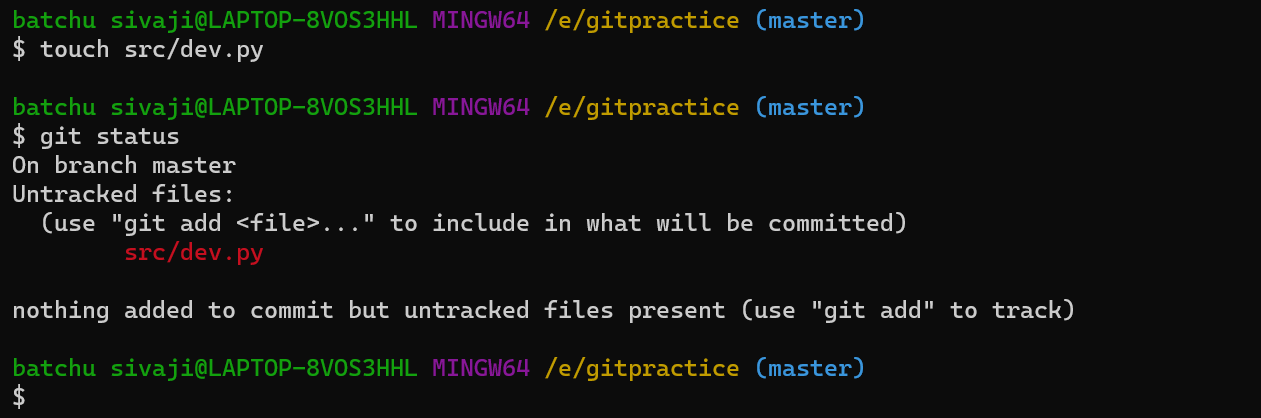 batchu sivaji@LAPTOP-8VOS3HHL MINGW64 /e/gitpractice (master)
$ touch src/dev.py
batchu sivaji@LAPTOP-8VOS3HHL MINGW64 /e/gitpractice (master)
$ git status
On branch master
Untracked files:
  (use "git add <file>..." to include in what will be committed)
        src/dev.py
nothing added to commit but untracked files present (use "git add" to track)
batchu sivaji@LAPTOP-8VOS3HHL MINGW64 /e/gitpractice (master)
$